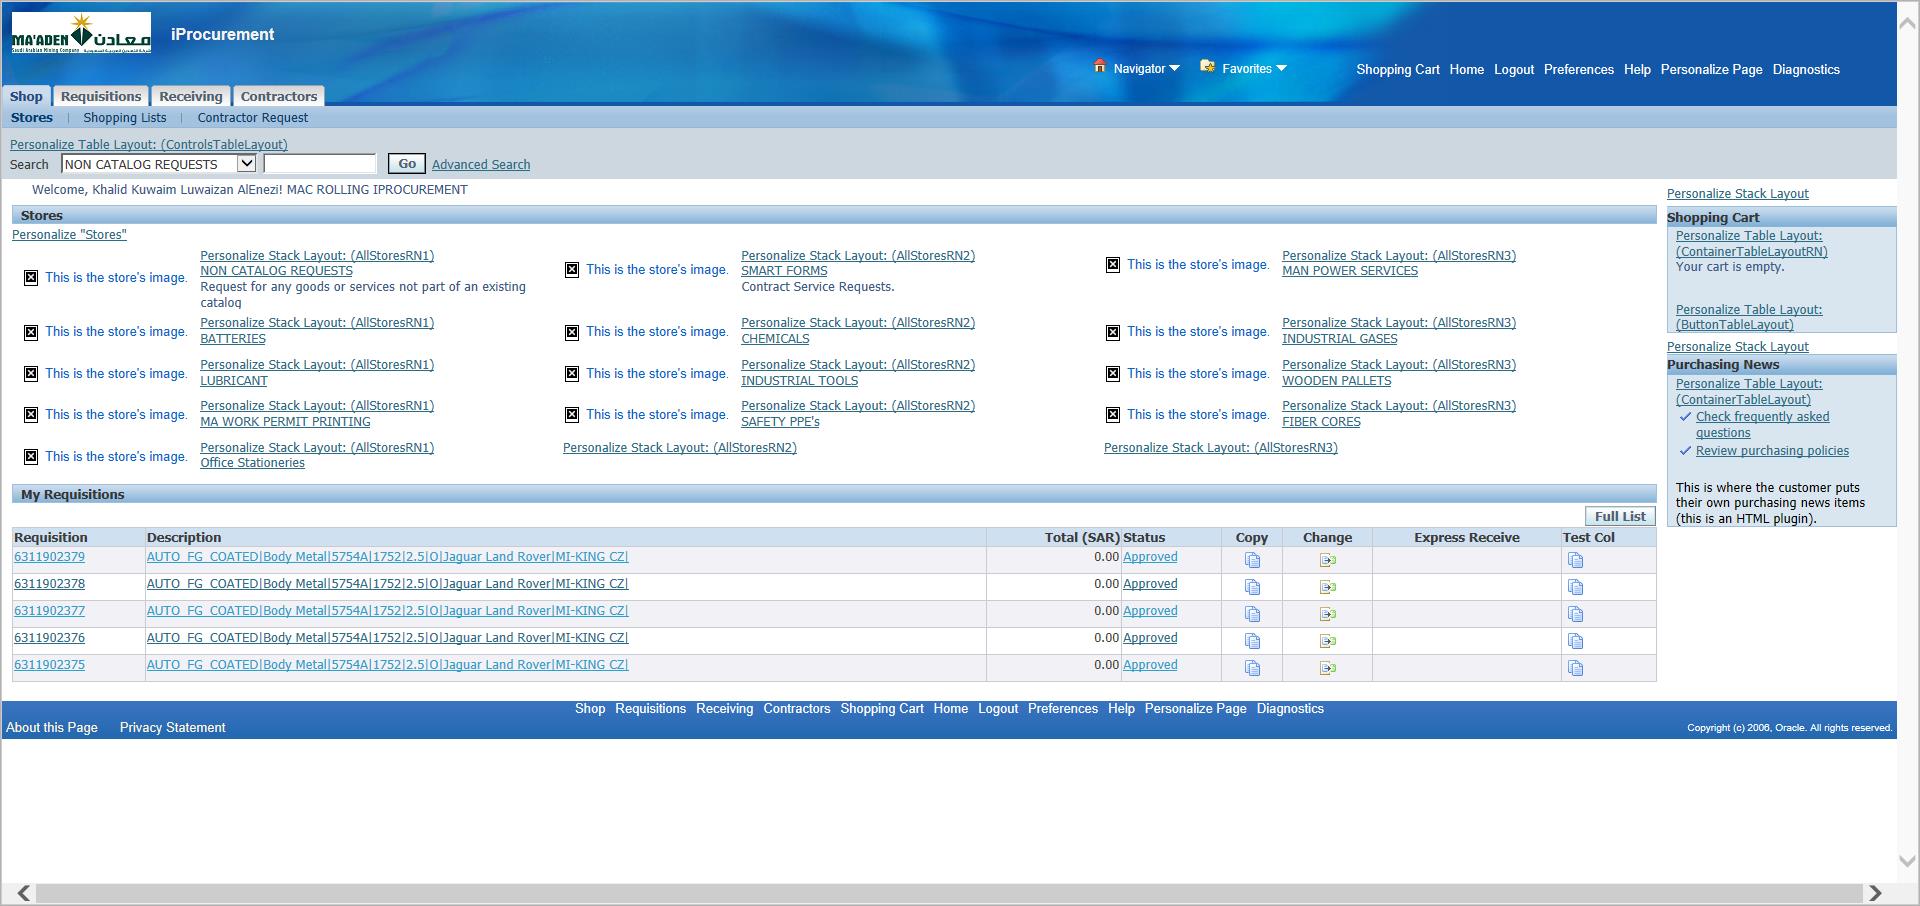 MA'ADEN معادن
Saudi Arabian Mining Company
iProcurement
Navigator Favorites Shopping Cart Home Logout Preferences Help Personalize Page Diagnostics
Shop Requisitions Receiving Contractors
Stores | Shopping Lists | Contractor Request
Personalize Table Layout: (ControlsTableLayout)
Search NON CATALOG REQUESTS Go Advanced Search
Welcome, Khalid Kuwaim Luwaizan AlEnezi! MAC ROLLING IPROCUREMENT
Stores
Personalize "Stores"
This is the store's image.
Personalize Stack Layout: (AllStoresRN1)
NON CATALOG REQUESTS
Request for any goods or services not part of an existing
catalog
This is the store's image.
Personalize Stack Layout: (AllStoresRN2)
SMART FORMS
Contract Service Requests.
This is the store's image.
Personalize Stack Layout: (AllStoresRN3)
MAN POWER SERVICES
This is the store's image.
Personalize Stack Layout: (AllStoresRN1)
BATTERIES
This is the store's image.
Personalize Stack Layout: (AllStoresRN2)
CHEMICALS
This is the store's image.
Personalize Stack Layout: (AllStoresRN3)
INDUSTRIAL GASES
This is the store's image.
Personalize Stack Layout: (AllStoresRN1)
LUBRICANT
This is the store's image.
Personalize Stack Layout: (AllStoresRN2)
INDUSTRIAL TOOLS
This is the store's image.
Personalize Stack Layout: (AllStoresRN3)
WOODEN PALLETS
This is the store's image.
Personalize Stack Layout: (AllStoresRN1)
MA WORK PERMIT PRINTING
This is the store's image.
Personalize Stack Layout: (AllStoresRN2)
SAFETY PPE's
This is the store's image.
Personalize Stack Layout: (AllStoresRN3)
FIBER CORES
This is the store's image.
Personalize Stack Layout: (AllStoresRN1)
Office Stationeries
Personalize Stack Layout: (AllStoresRN2)
Personalize Stack Layout: (AllStoresRN3)
Personalize Stack Layout
Shopping Cart
Personalize Table Layout:
(ContainerTableLayoutRN)
Your cart is empty.
Personalize Table Layout:
(ButtonTableLayout)
Personalize Stack Layout
Purchasing News
Personalize Table Layout:
(ContainerTableLayout)
Check frequently asked
questions
Review purchasing policies
This is where the customer puts
their own purchasing news items
(this is an HTML plugin).
My Requisitions
Full List
Requisition Description Total (SAR) Status Copy Change Express Receive Test Col
6311902379 AUTO_FG_COATED|Body Metal|5754A|1752|2.5|O|Jaguar Land Rover|MI-KING CZ| 0.00 Approved
6311902378 AUTO_FG_COATED|Body Metal|5754A|1752|2.5|O|Jaguar Land Rover|MI-KING CZ| 0.00 Approved
6311902377 AUTO_FG_COATED|Body Metal|5754A|1752|2.5|O|Jaguar Land Rover|MI-KING CZ| 0.00 Approved
6311902376 AUTO_FG_COATED|Body Metal|5754A|1752|2.5|O|Jaguar Land Rover|MI-KING CZ| 0.00 Approved
6311902375 AUTO_FG_COATED|Body Metal|5754A|1752|2.5|O|Jaguar Land Rover|MI-KING CZ| 0.00 Approved
Shop Requisitions Receiving Contractors Shopping Cart Home Logout Preferences Help Personalize Page Diagnostics
About this Page Privacy Statement
Copyright (c) 2006, Oracle. All rights reserved.